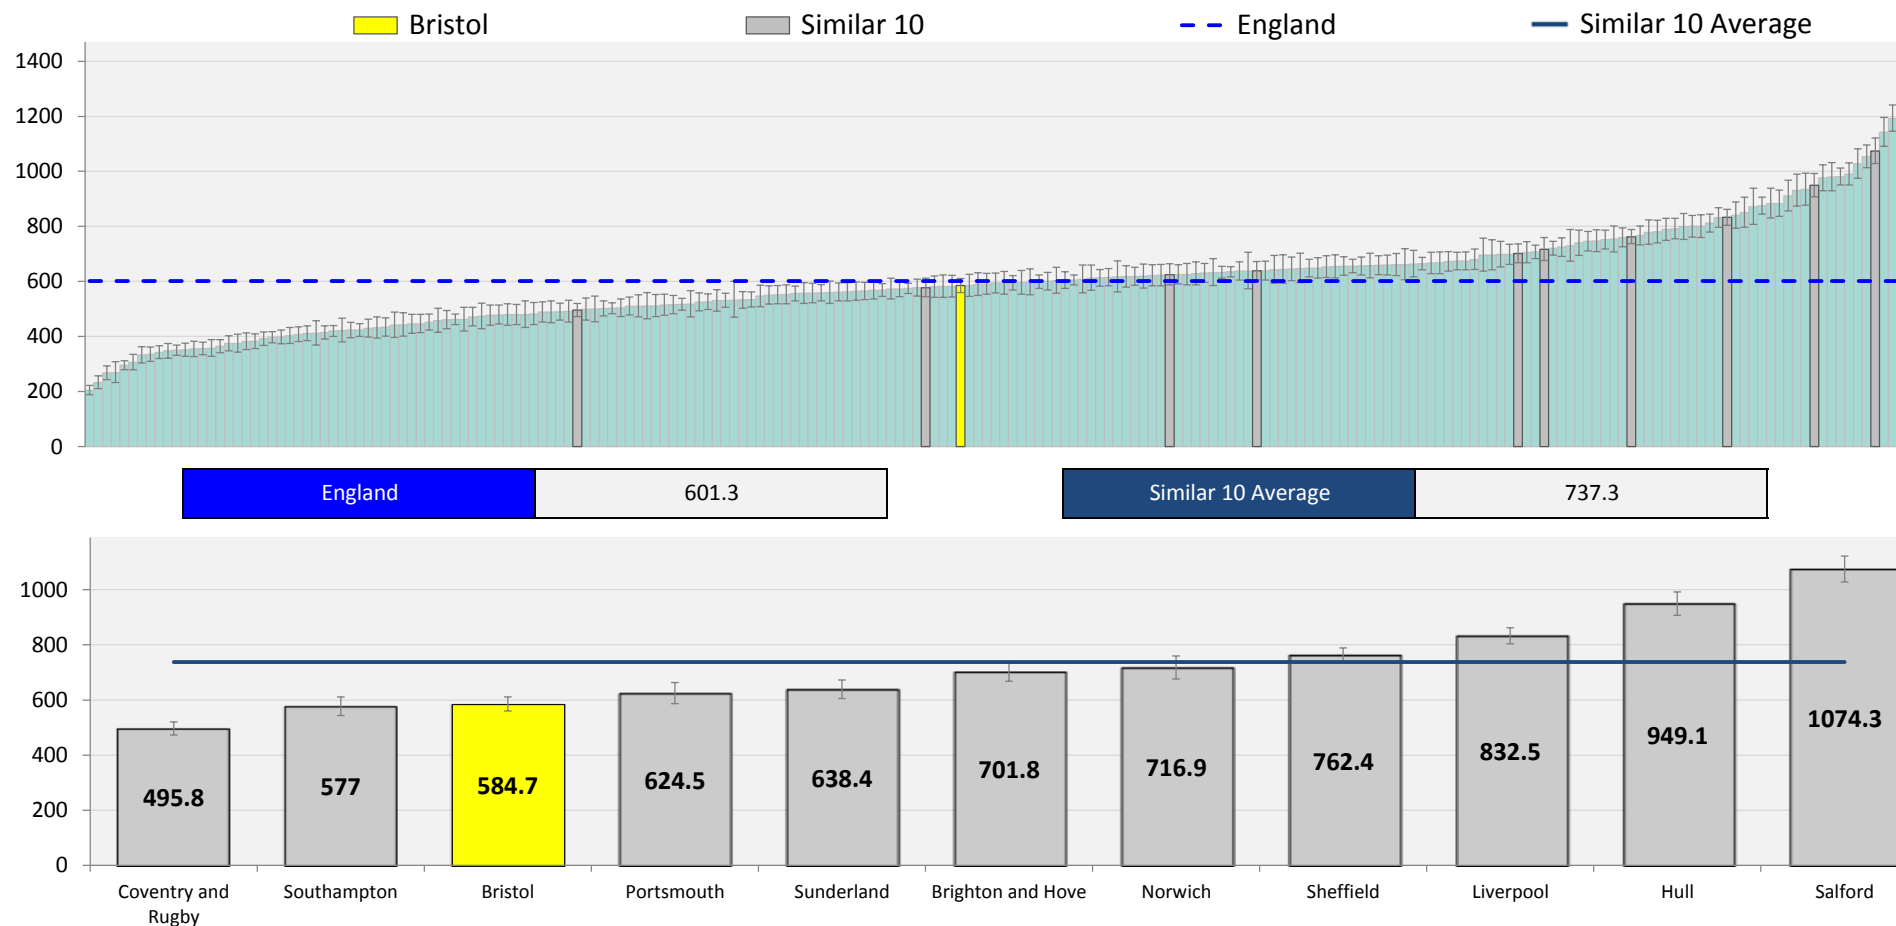 Bristol Similar 10 England Similar 10 Average
1400
1200
1000
800
600
400
200
0
England 601.3 Similar 10 Average 737.3
1000
800
600
400
200
0
495.8 577 584.7 624.5 638.4 701.8 716.9 762.4 832.5 949.1 1074.3
Coventry and Southampton Bristol Portsmouth Sunderland Brighton and Hove Norwich Sheffield Liverpool Hull Salford
Rugby